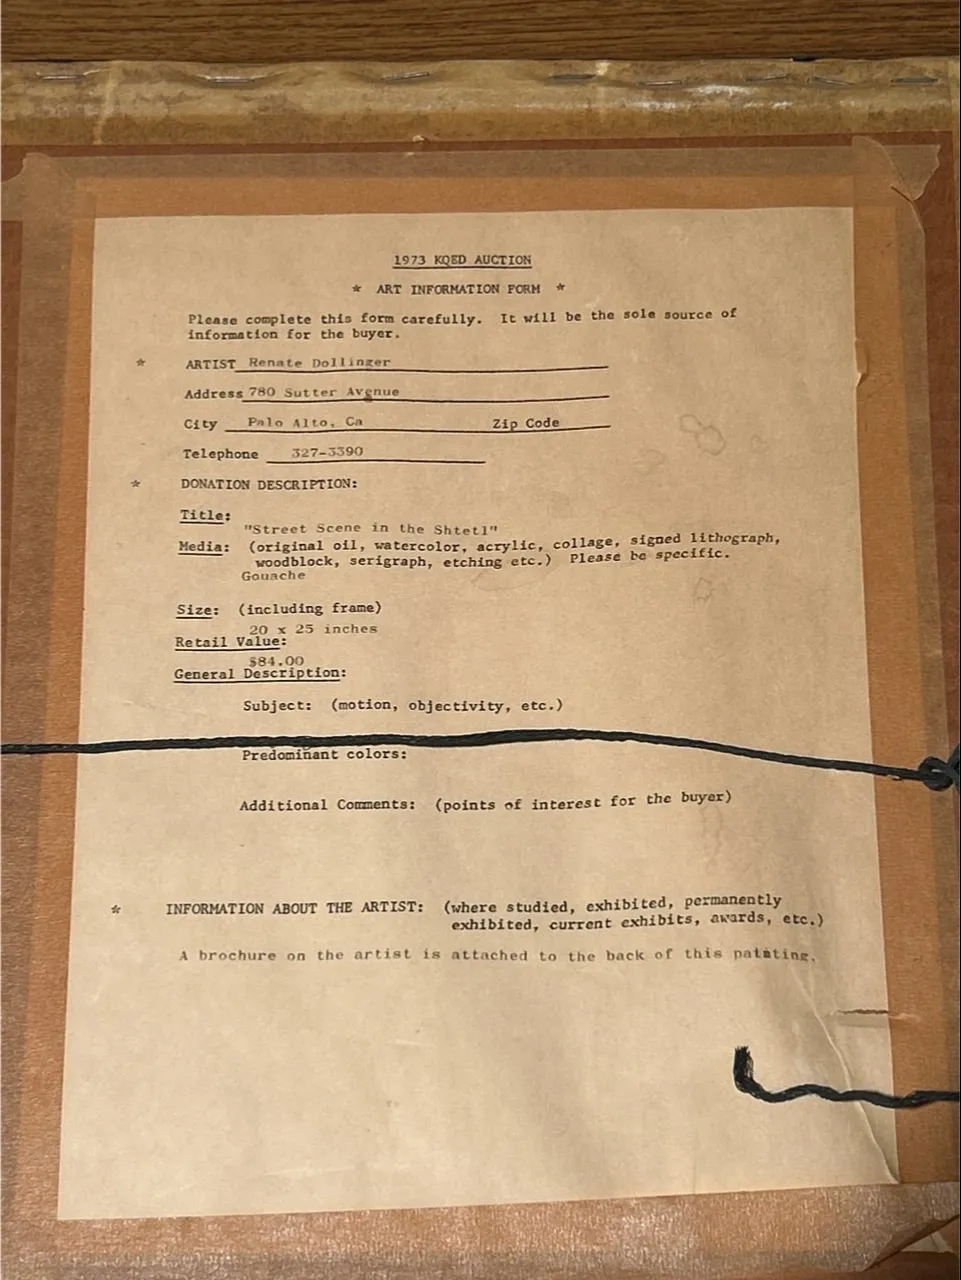 1973 KQED AUCTION
* ART INFORMATION FORM *
Please complete this form carefully. It will be the sole source of
information for the buyer.
* ARTIST Renate Dollinger
Address 780 Sutter Avenue
City Palo Alto, Ca Zip Code
Telephone 327-3390
* DONATION DESCRIPTION:
Title:
"Street Scene in the Shtetl"
Media: (original oil, watercolor, acrylic, collage, signed lithograph,
woodblock, serigraph, etching etc.) Please be specific.
Gouache
Size: (including frame)
20 x 25 inches
Retail Value:
$84.00
General Description:
Subject: (motion, objectivity, etc.)
Predominant colors:
Additional Comments: (points of interest for the buyer)
* INFORMATION ABOUT THE ARTIST: (where studied, exhibited, permanently
exhibited, current exhibits, awards, etc.)
A brochure on the artist is attached to the back of this painting.